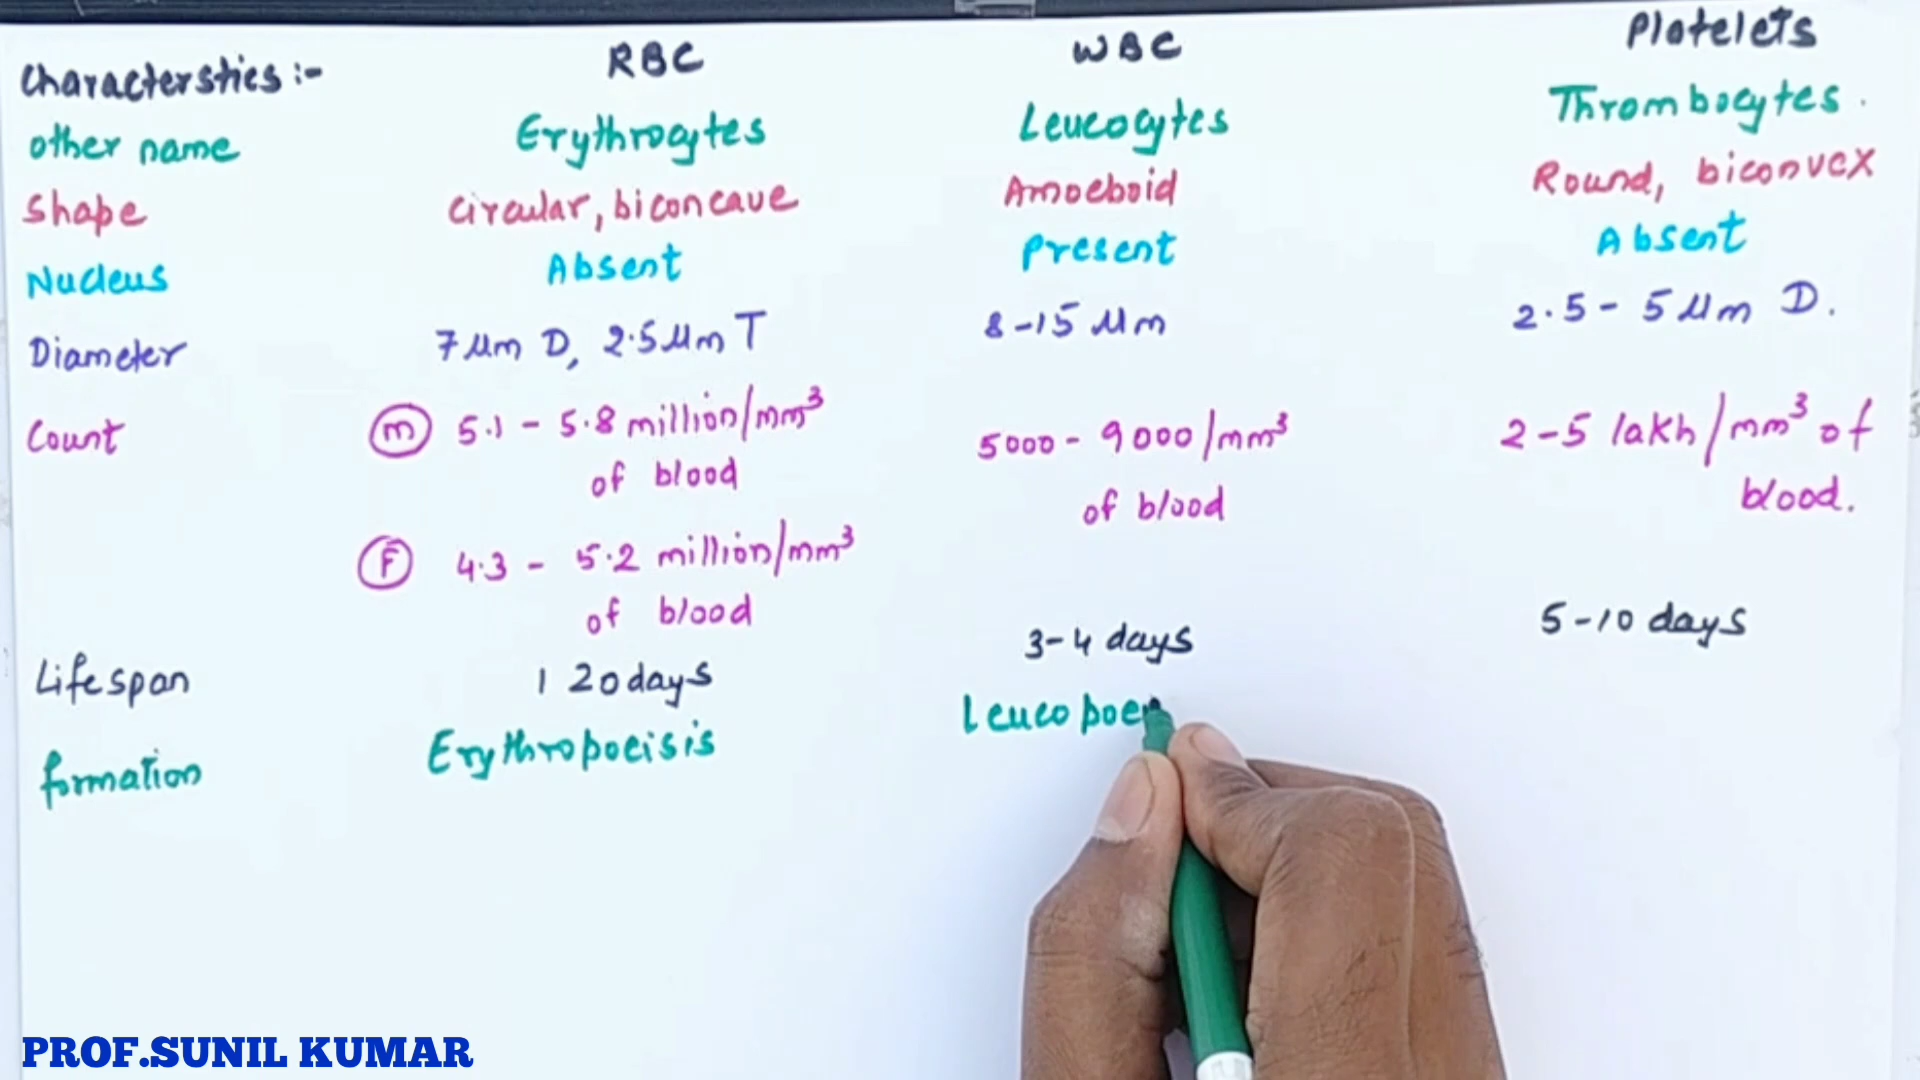 Characterstics :- RBC WBC Platelets
other name Erythrocytes Leucocytes Thrombocytes.
Shape Circular, biconcave Amoeboid Round, biconvex
Nucleus Absent Present Absent
Diameter 7 µm D, 2.5 µm T 8-15 µm 2.5 - 5 µm D.
Count (m) 5.1 - 5.8 million/mm³ 5000 - 9000/mm³ 2-5 lakh/mm³ of
of blood of blood blood.
(F) 4.3 - 5.2 million/mm³
of blood
Lifespan 120 days 3-4 days 5-10 days
formation Erythropoeisis Leucopoe
PROF.SUNIL KUMAR